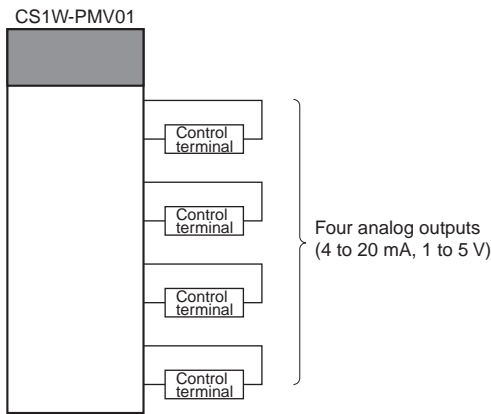 CS1W-PMV01
Control
terminal
Control
terminal
Control
terminal
Control
terminal
Four analog outputs
(4 to 20 mA, 1 to 5 V)